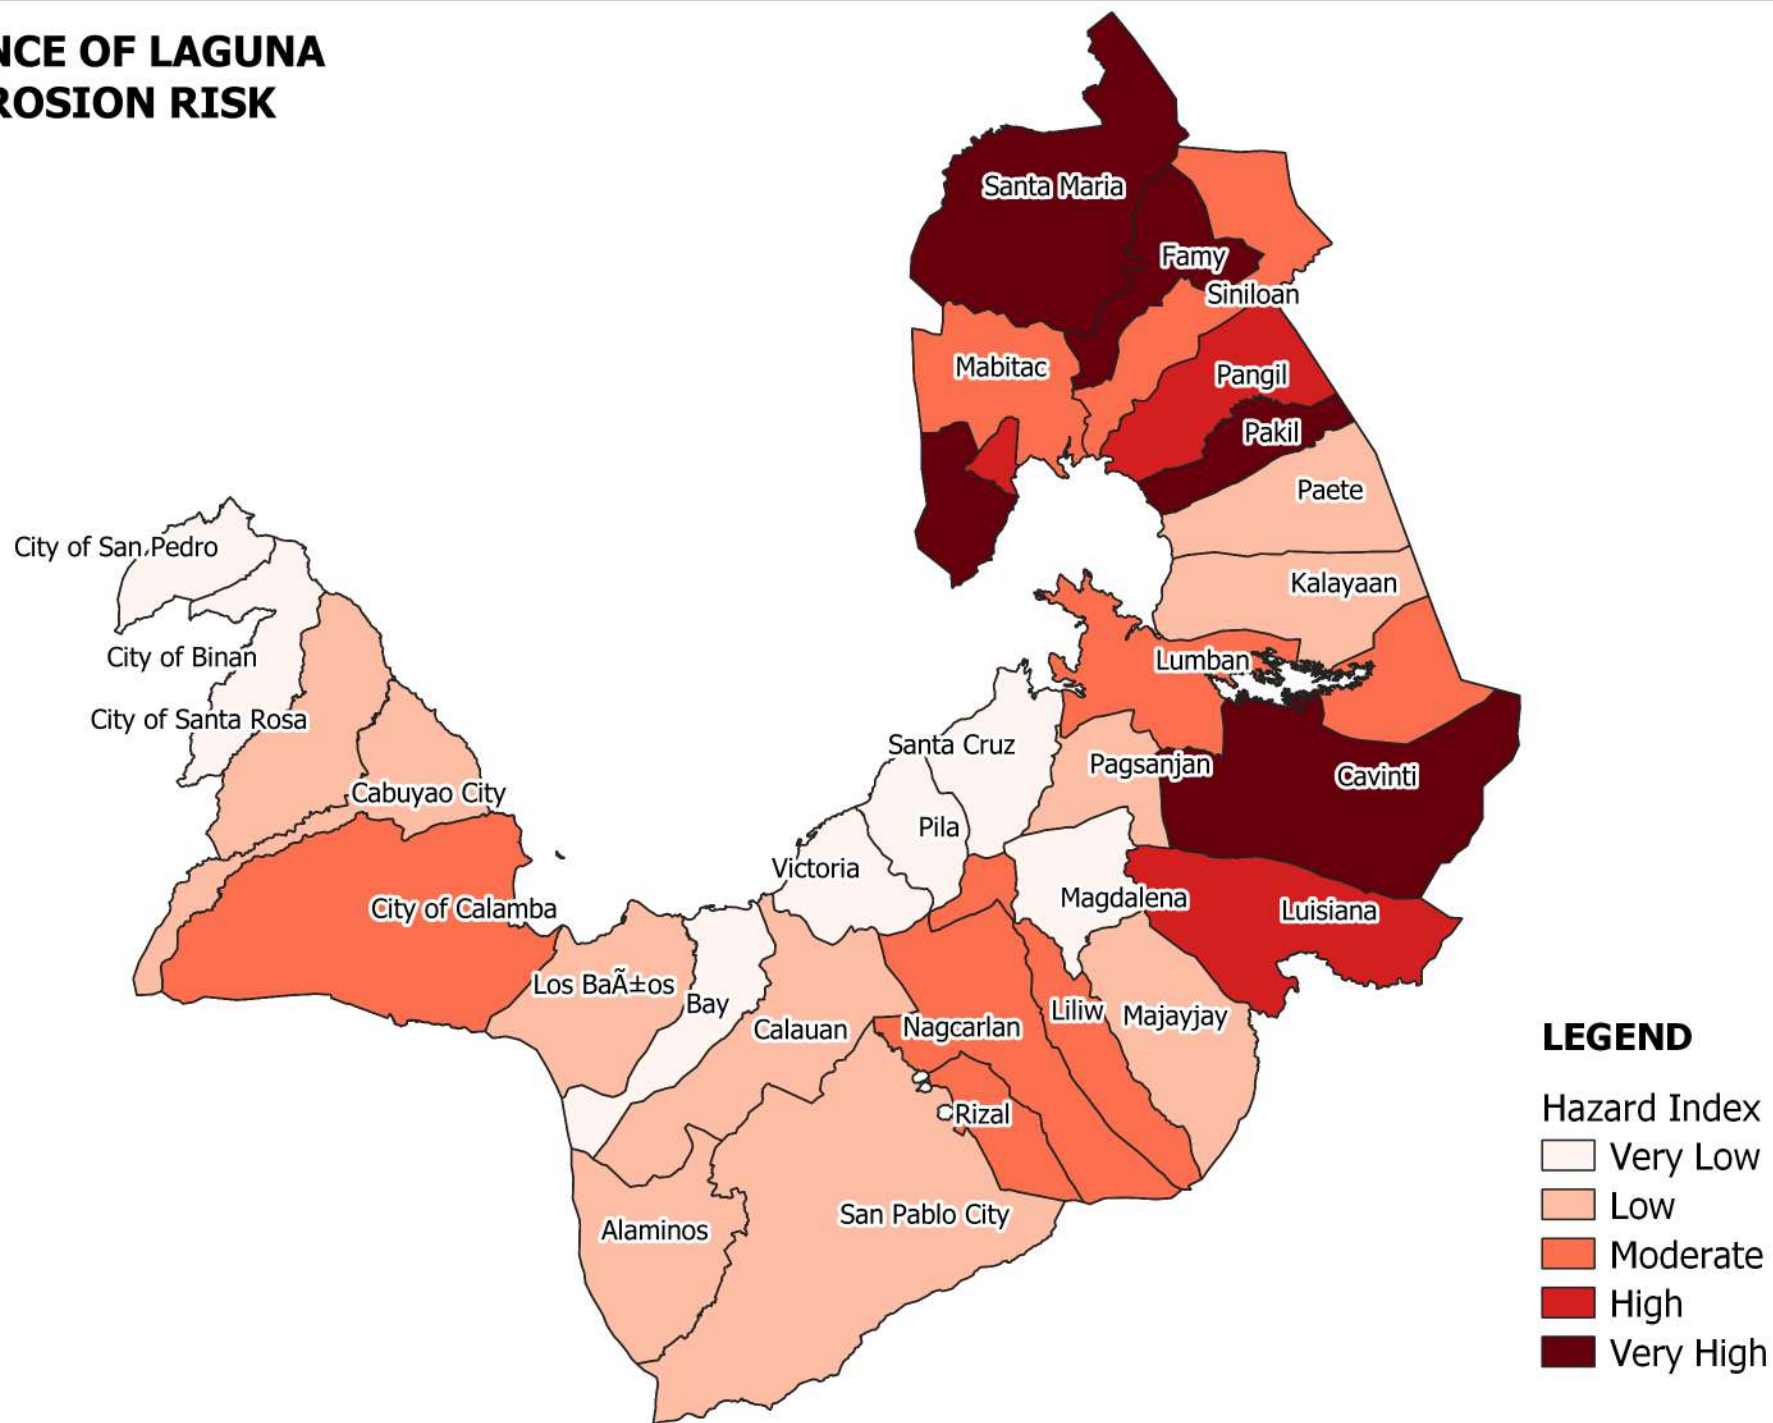 NCE OF LAGUNA
ROSION RISK
Santa Maria
Famy
Siniloan
Mabitac
Pangil
Pakil
Paete
City of San Pedro
Kalayaan
City of Binan
Lumban
City of Santa Rosa
Santa Cruz
Pagsanjan
Cavinti
Cabuyao City
Pila
Victoria
Magdalena
City of Calamba
Luisiana
Los BaÃ±os
Bay
Calauan
Nagcarlan
Liliw
Majayjay
Rizal
San Pablo City
Alaminos
LEGEND
Hazard Index
Very Low
Low
Moderate
High
Very High